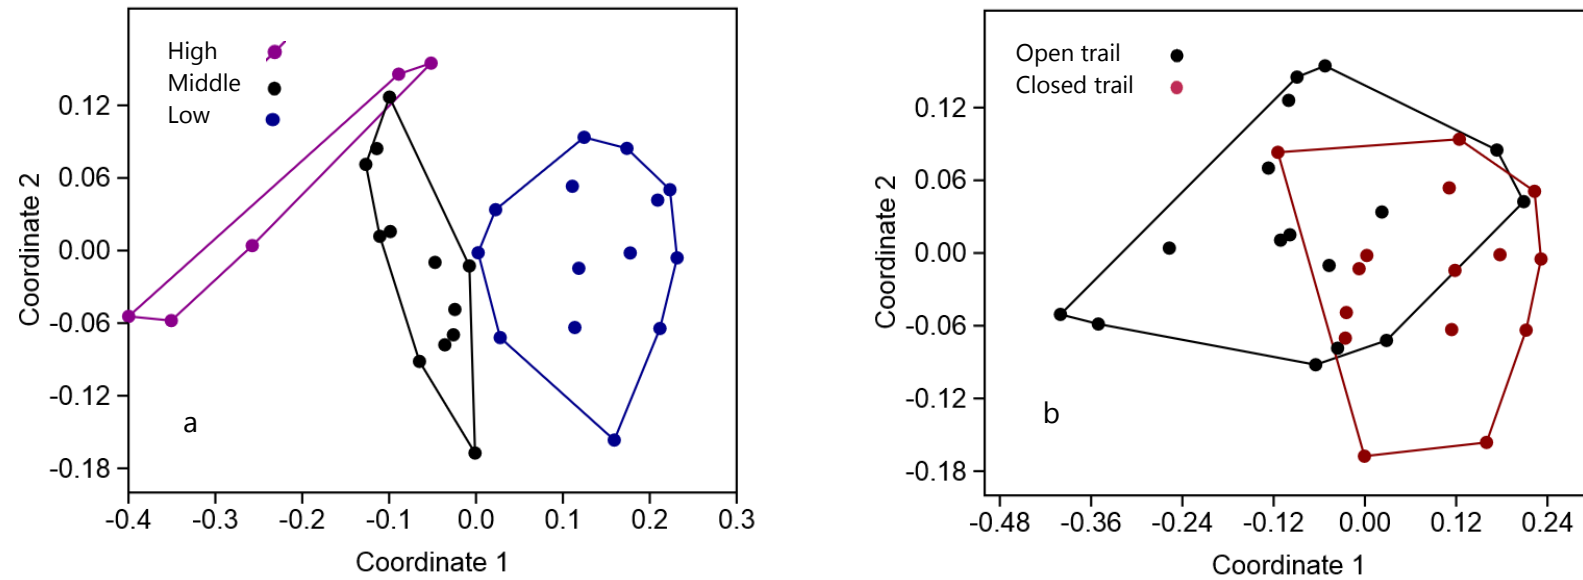 High
Middle
Low
0.12
0.06
0.00
-0.06
-0.12
-0.18
Coordinate 2
a
-0.4 -0.3 -0.2 -0.1 0.0 0.1 0.2 0.3
Coordinate 1
Open trail
Closed trail
0.12
0.06
0.00
-0.06
-0.12
-0.18
Coordinate 2
b
-0.48 -0.36 -0.24 -0.12 0.00 0.12 0.24
Coordinate 1